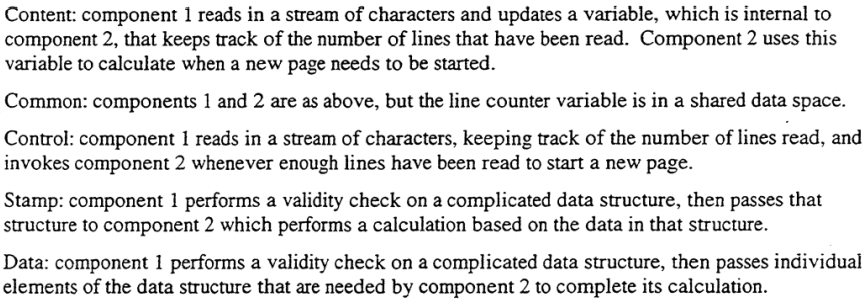 Content: component 1 reads in a stream of characters and updates a variable, which is internal to
component 2, that keeps track of the number of lines that have been read. Component 2 uses this
variable to calculate when a new page needs to be started.
Common: components 1 and 2 are as above, but the line counter variable is in a shared data space.
Control: component 1 reads in a stream of characters, keeping track of the number of lines read, and
invokes component 2 whenever enough lines have been read to start a new page.
Stamp: component 1 performs a validity check on a complicated data structure, then passes that
structure to component 2 which performs a calculation based on the data in that structure.
Data: component 1 performs a validity check on a complicated data structure, then passes individual
elements of the data structure that are needed by component 2 to complete its calculation.